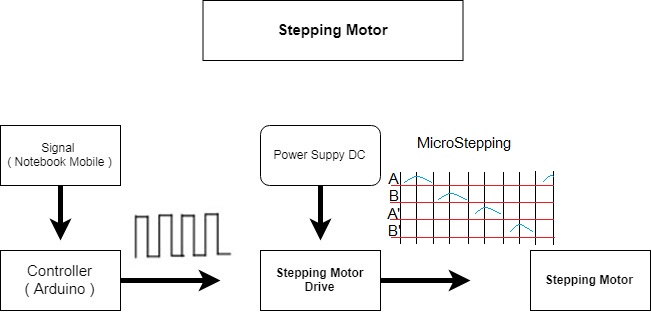 Stepping Motor
Signal
( Notebook Mobile )
Power Suppy DC
MicroStepping
A
B
A'
B'
Controller
( Arduino )
Stepping Motor
Drive
Stepping Motor